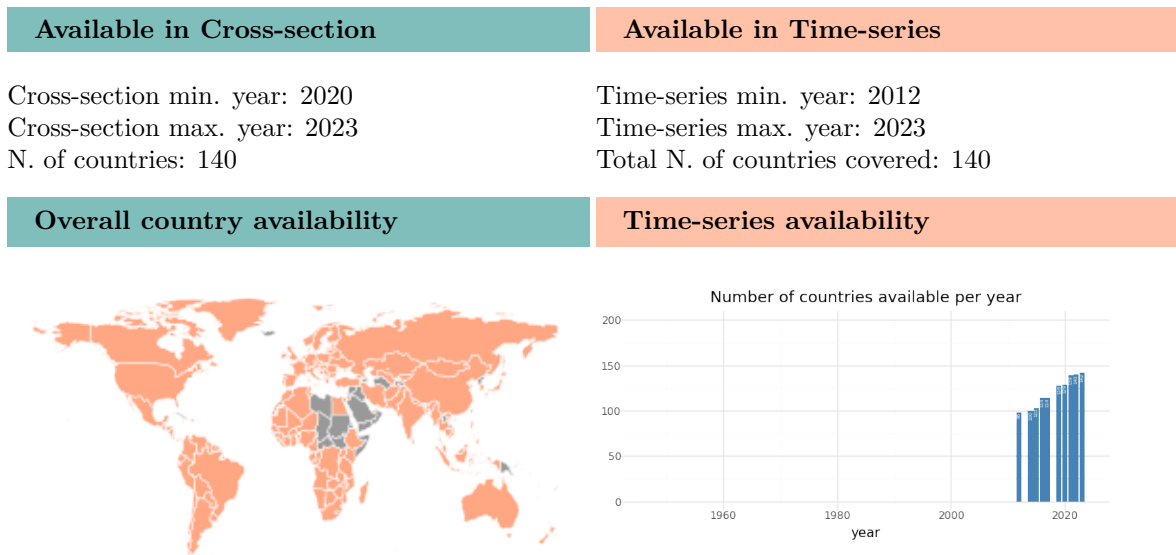 Available in Cross-section
Available in Time-series
Cross-section min. year: 2020
Cross-section max. year: 2023
N. of countries: 140
Time-series min. year: 2012
Time-series max. year: 2023
Total N. of countries covered: 140
Overall country availability
Time-series availability
Number of countries available per year
200
150
100
50
0
1960
1980
2000
2020
year